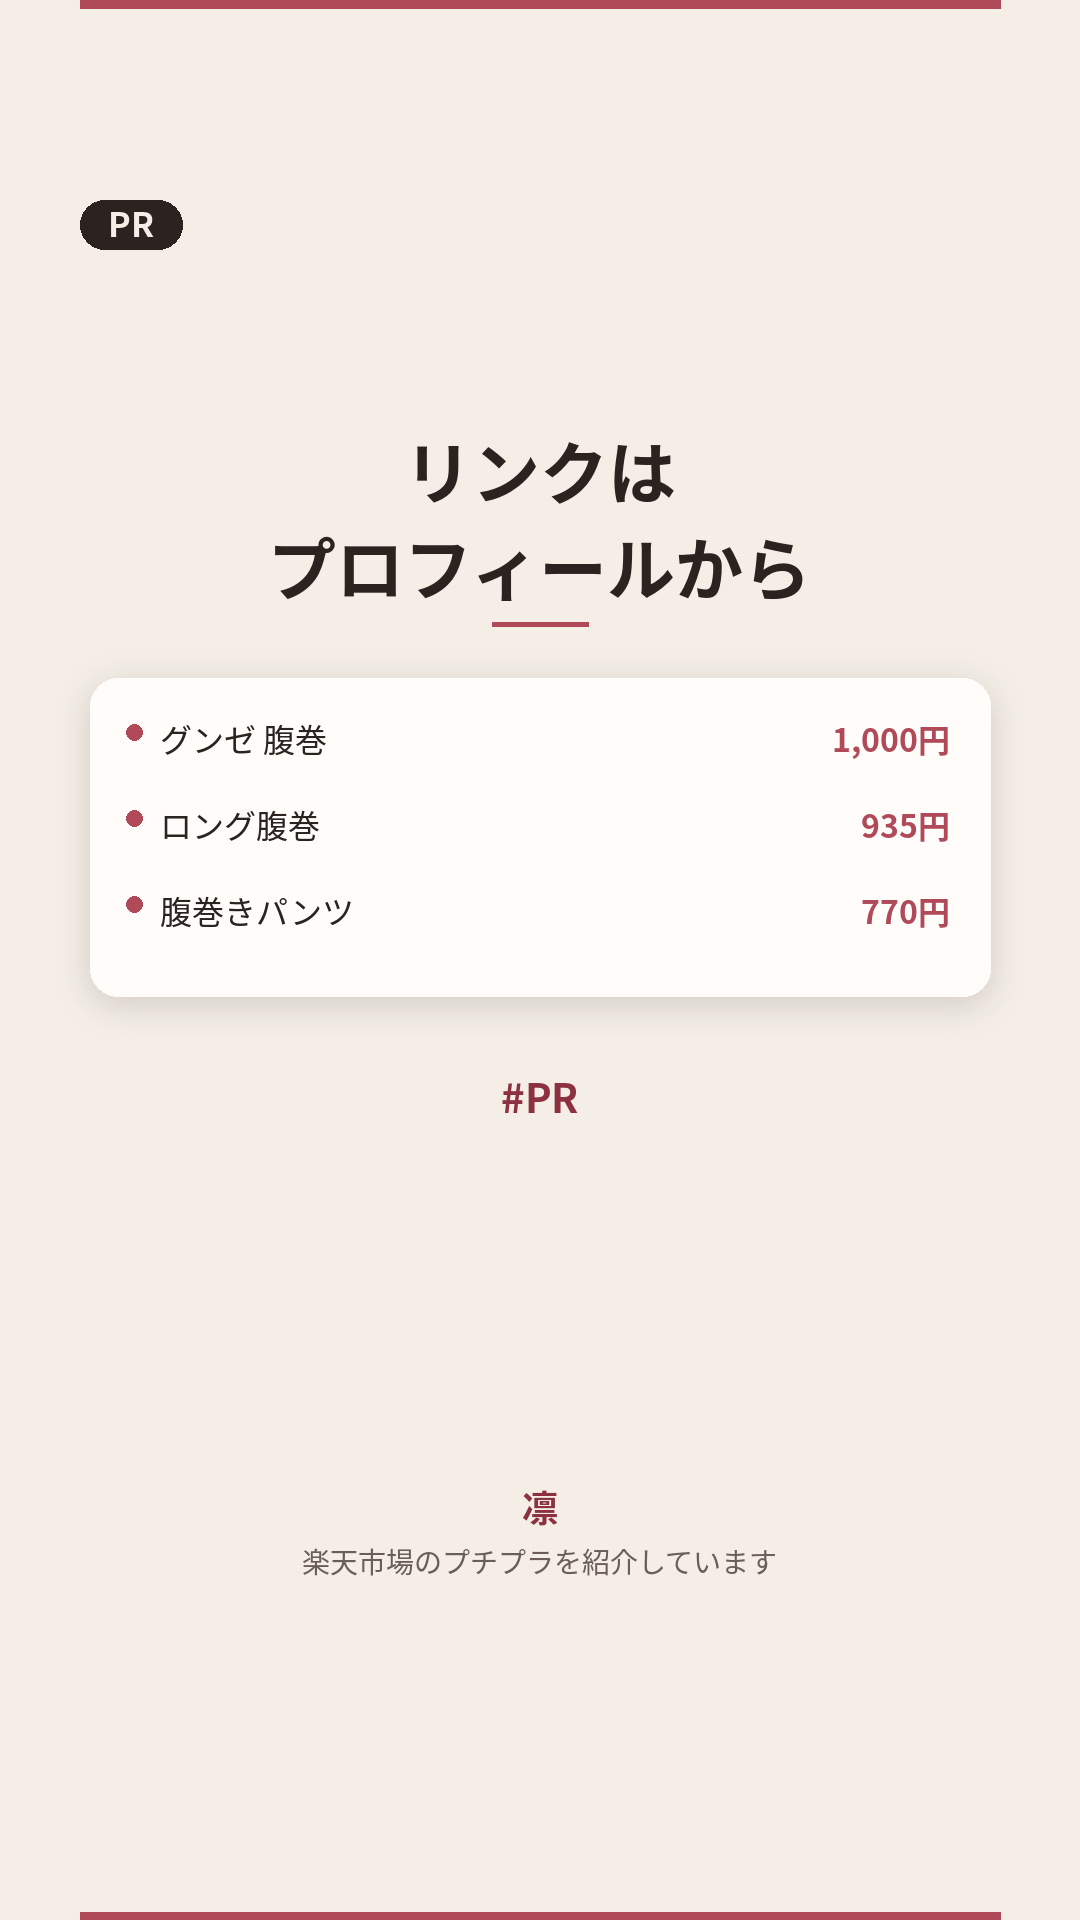 PR
リンクは
プロフィールから
グンゼ 腹巻 1,000円
ロング腹巻 935円
腹巻きパンツ 770円
#PR
凛
楽天市場のプチプラを紹介しています